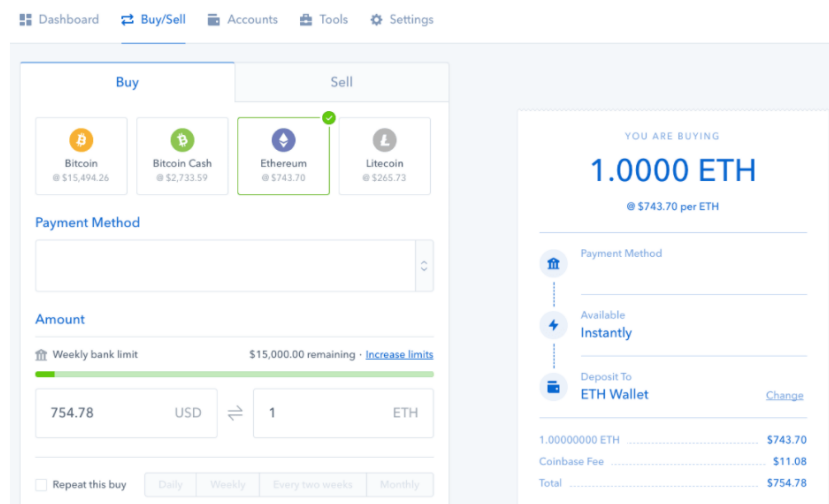 Dashboard Buy/Sell Accounts Tools Settings
Buy Sell
Bitcoin
@ $15,494.26
Bitcoin Cash
@ $2,733.59
Ethereum
@ $743.70
Litecoin
@ $265.73
Payment Method
Amount
Weekly bank limit $15,000.00 remaining · Increase limits
754.78 USD 1 ETH
Repeat this buy Daily Weekly Every two weeks Monthly
YOU ARE BUYING
1.0000 ETH
@ $743.70 per ETH
Payment Method
Available
Instantly
Deposit To
ETH Wallet Change
1.00000000 ETH $743.70
Coinbase Fee $11.08
Total $754.78